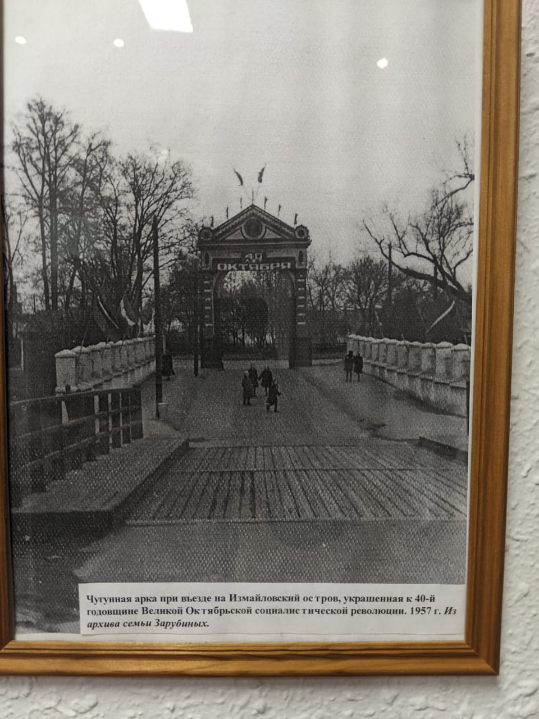 40
ОКТЯБРЯ
Чугунная арка при въезде на Измайловский остров, украшенная к 40-й
годовщине Великой Октябрьской социалистической революции. 1957 г. Из
архива семьи Зарубиных.